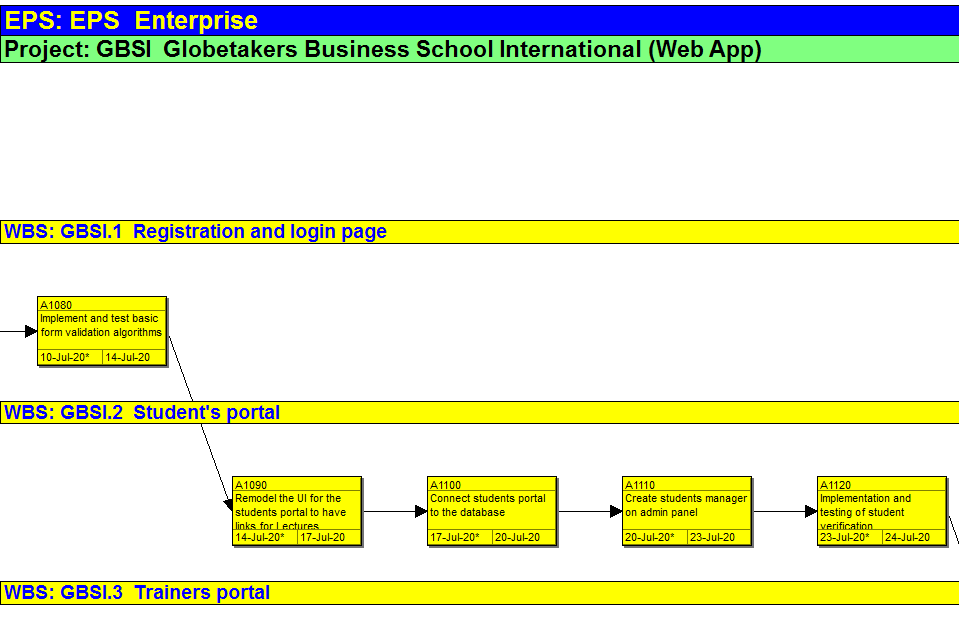 EPS: EPS  Enterprise
Project: GBSI  Globetakers Business School International (Web App)
WBS: GBSI.1  Registration and login page
A1080
Implement and test basic
form validation algorithms
10-Jul-20*
14-Jul-20
WBS: GBSI.2  Student's portal
A1090
Remodel the UI for the
students portal to have
links for Lectures
14-Jul-20*
17-Jul-20
A1100
Connect students portal
to the database
17-Jul-20*
20-Jul-20
A1110
Create students manager
on admin panel
20-Jul-20*
23-Jul-20
A1120
Implementation and
testing of student
verification
23-Jul-20*
24-Jul-20
WBS: GBSI.3  Trainers portal